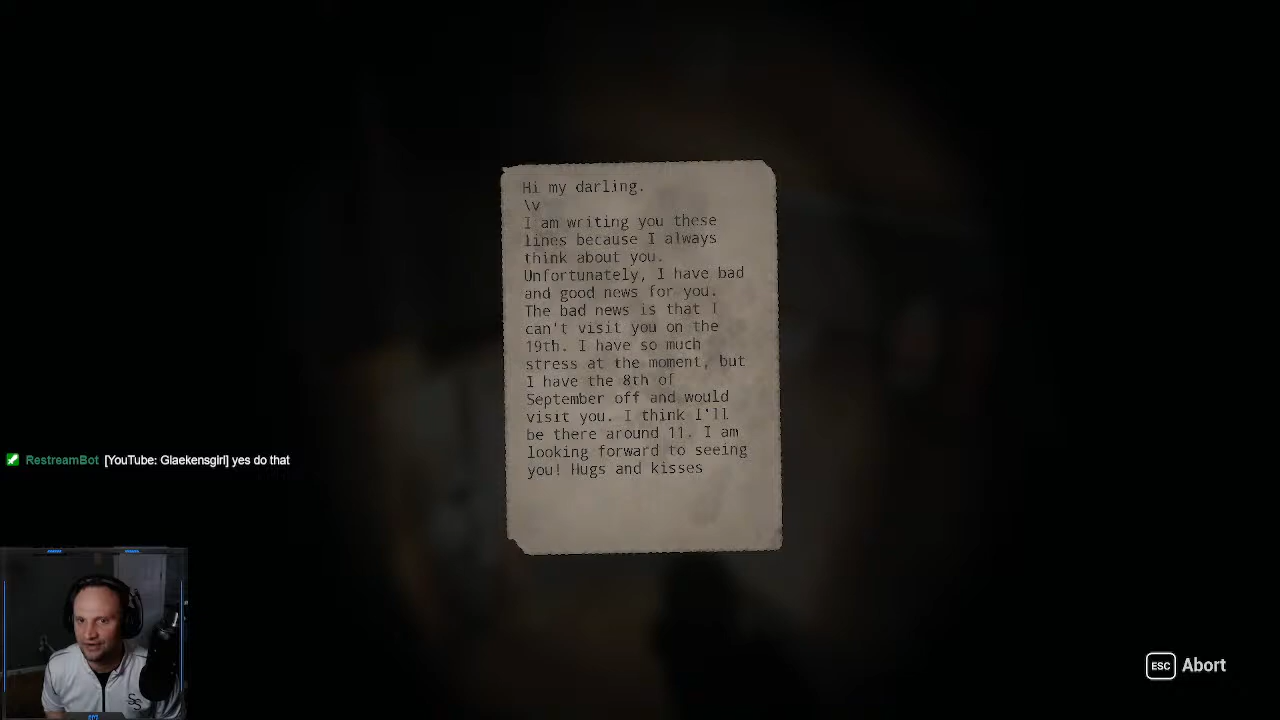 Hi my darling.
\v
I am writing you these
lines because I always
think about you.
Unfortunately, I have bad
and good news for you.
The bad news is that I
can't visit you on the
19th. I have so much
stress at the moment, but
I have the 8th of
September off and would
visit you. I think I'll
be there around 11. I am
looking forward to seeing
you! Hugs and kisses
RestreamBot [YouTube: Glaekensgirl] yes do that
ESC Abort